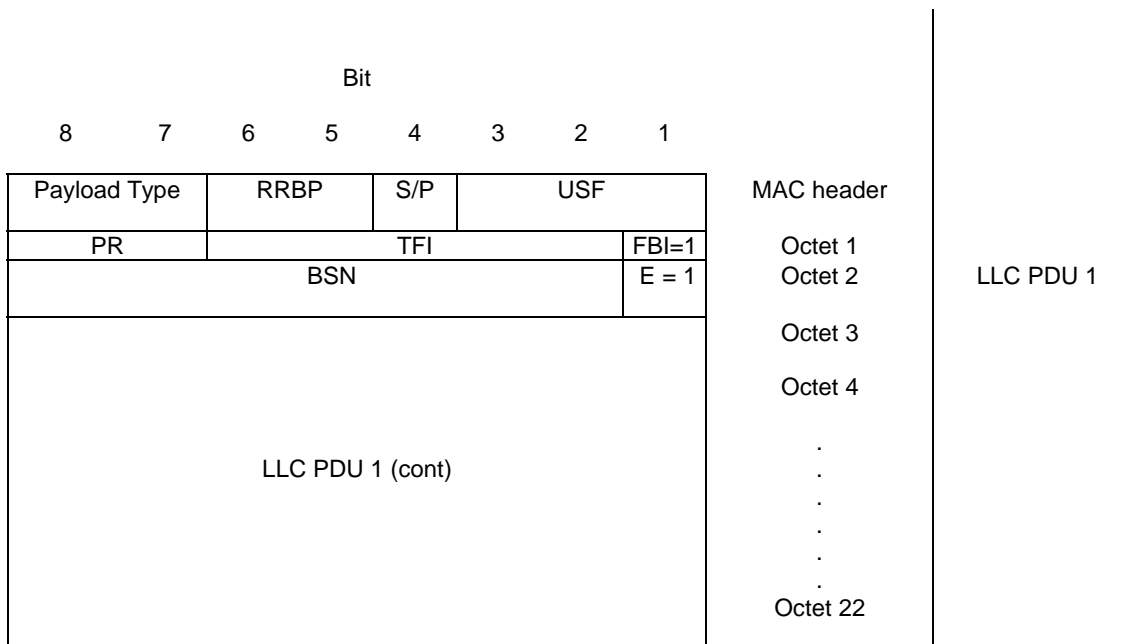 Bit
8 7 6 5 4 3 2 1
Payload Type RRBP S/P USF MAC header
PR TFI FBI=1 Octet 1
BSN E = 1 Octet 2 LLC PDU 1
Octet 3
Octet 4
.
LLC PDU 1 (cont) .
.
.
.
.
Octet 22